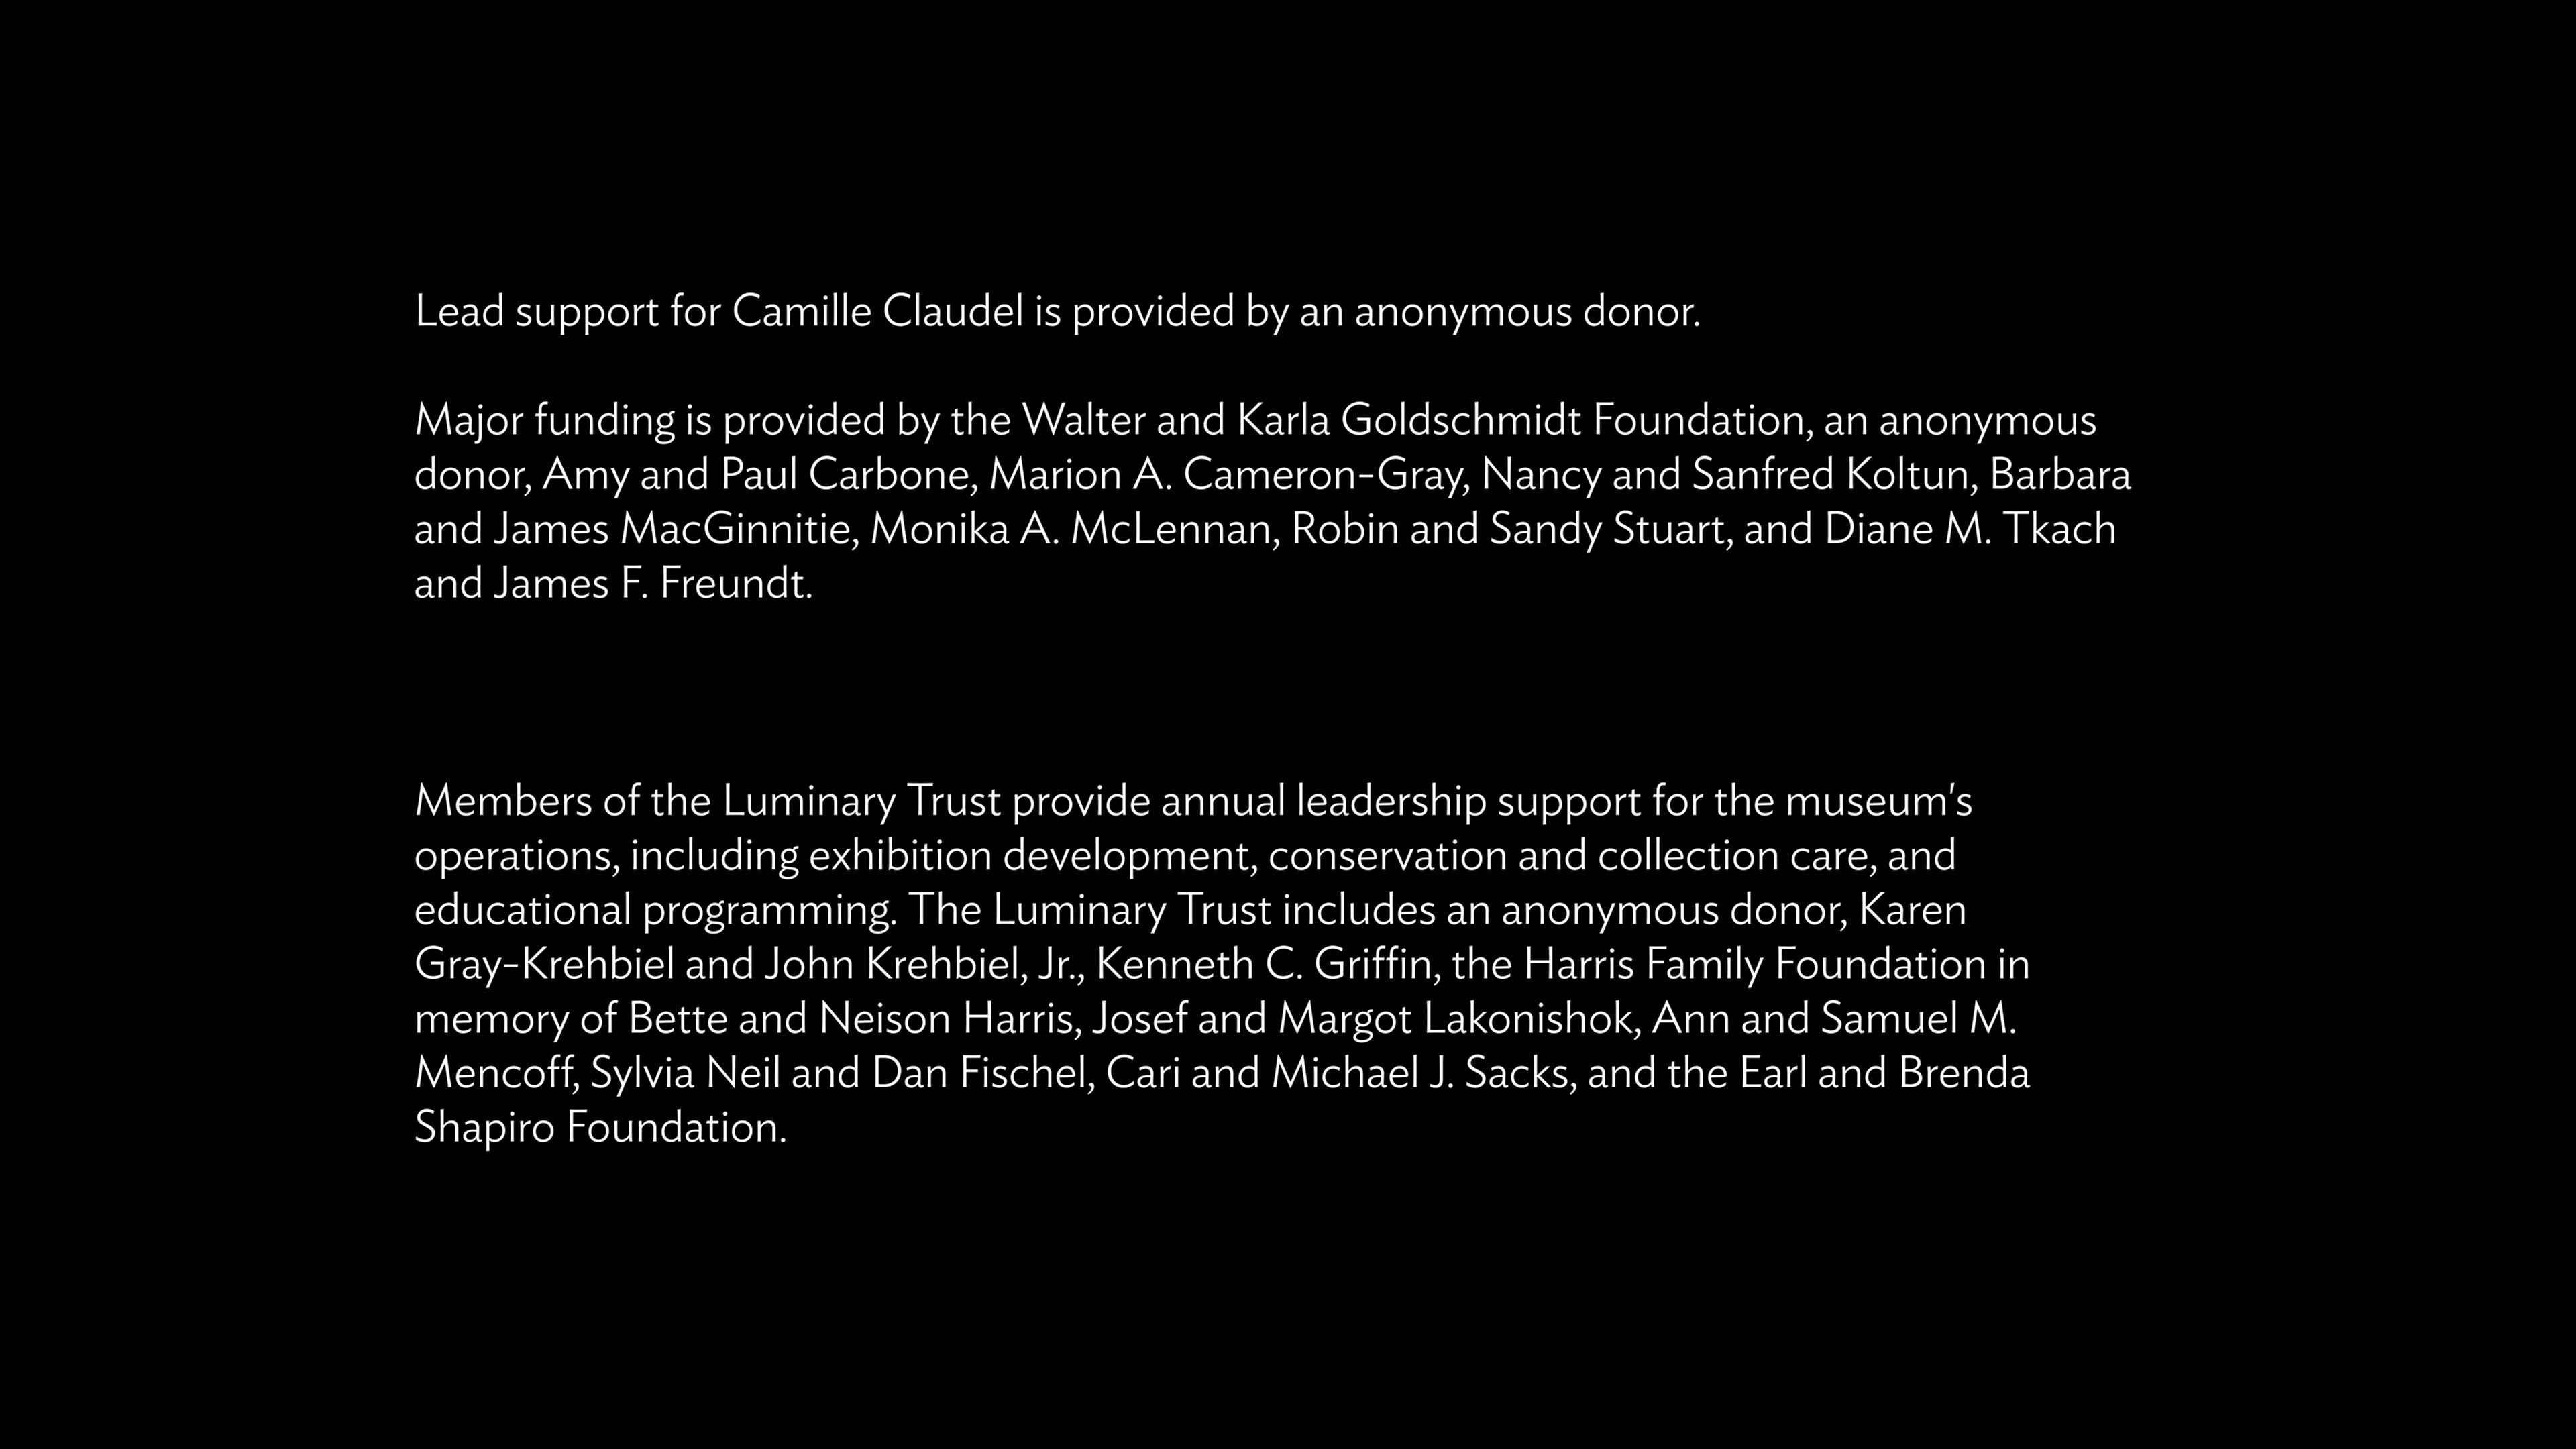 Lead support for Camille Claudel is provided by an anonymous donor.
Major funding is provided by the Walter and Karla Goldschmidt Foundation, an anonymous
donor, Amy and Paul Carbone, Marion A. Cameron-Gray, Nancy and Sanfred Koltun, Barbara
and James MacGinnitie, Monika A. McLennan, Robin and Sandy Stuart, and Diane M. Tkach
and James F. Freundt.
Members of the Luminary Trust provide annual leadership support for the museum's
operations, including exhibition development, conservation and collection care, and
educational programming. The Luminary Trust includes an anonymous donor, Karen
Gray-Krehbiel and John Krehbiel, Jr., Kenneth C. Griffin, the Harris Family Foundation in
memory of Bette and Neison Harris, Josef and Margot Lakonishok, Ann and Samuel M.
Mencoff, Sylvia Neil and Dan Fischel, Cari and Michael J. Sacks, and the Earl and Brenda
Shapiro Foundation.